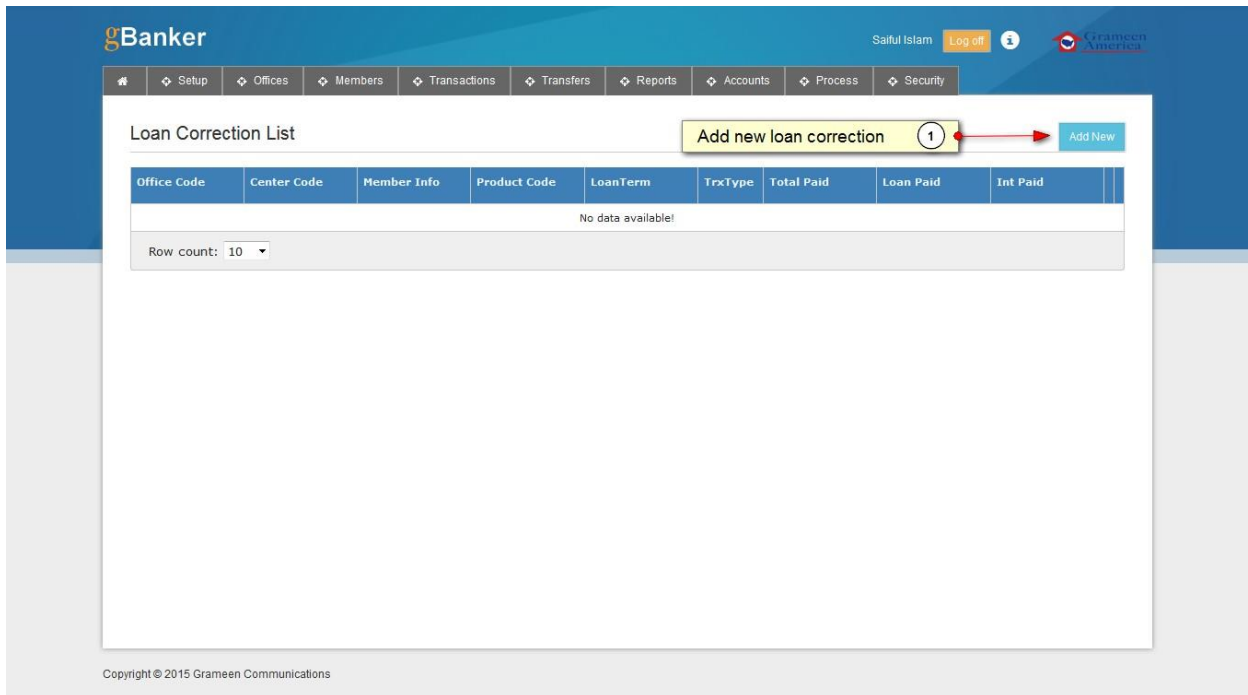 gBanker
Saiful Islam Log off i Grameen America
Setup Offices Members Transactions Transfers Reports Accounts Process Security
Loan Correction List
Add new loan correction 1 Add New
Office Code Center Code Member Info Product Code LoanTerm TrxType Total Paid Loan Paid Int Paid
No data available!
Row count: 10
Copyright © 2015 Grameen Communications